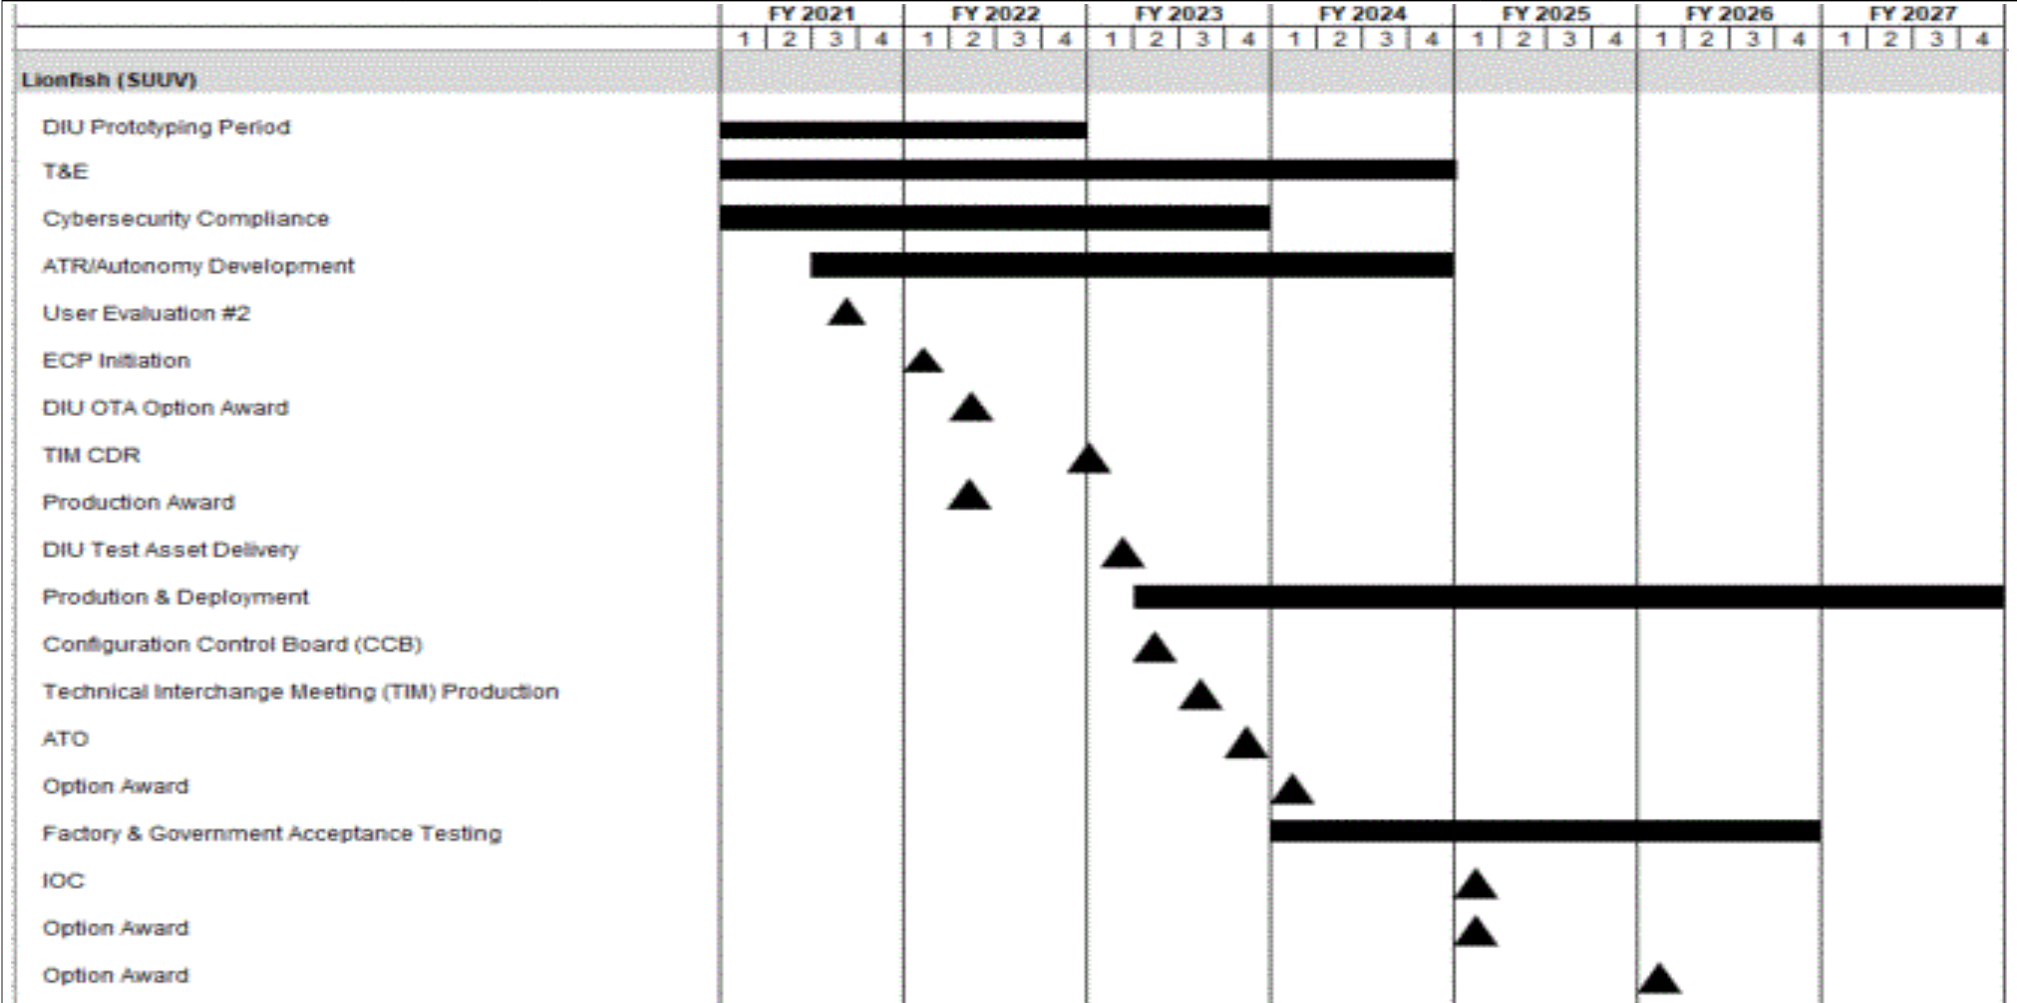 FY 2021 FY 2022 FY 2023 FY 2024 FY 2025 FY 2026 FY 2027
1 2 3 4 1 2 3 4 1 2 3 4 1 2 3 4 1 2 3 4 1 2 3 4 1 2 3 4
Lionfish (SUUV)
DIU Prototyping Period
T&E
Cybersecurity Compliance
ATR/Autonomy Development
User Evaluation #2
ECP Initiation
DIU OTA Option Award
TIM CDR
Production Award
DIU Test Asset Delivery
Prodution & Deployment
Configuration Control Board (CCB)
Technical Interchange Meeting (TIM) Production
ATO
Option Award
Factory & Government Acceptance Testing
IOC
Option Award
Option Award